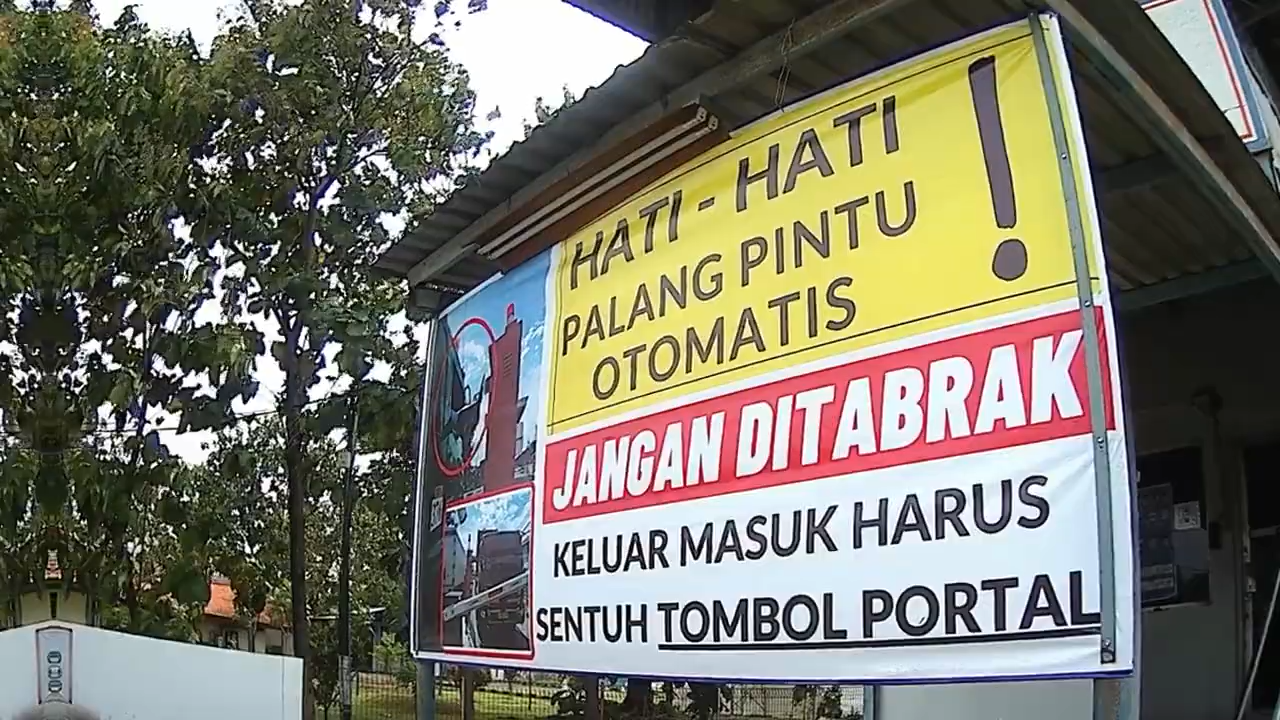 HATI - HATI !
PALANG PINTU
OTOMATIS
JANGAN DITABRAK
KELUAR MASUK HARUS
SENTUH TOMBOL PORTAL